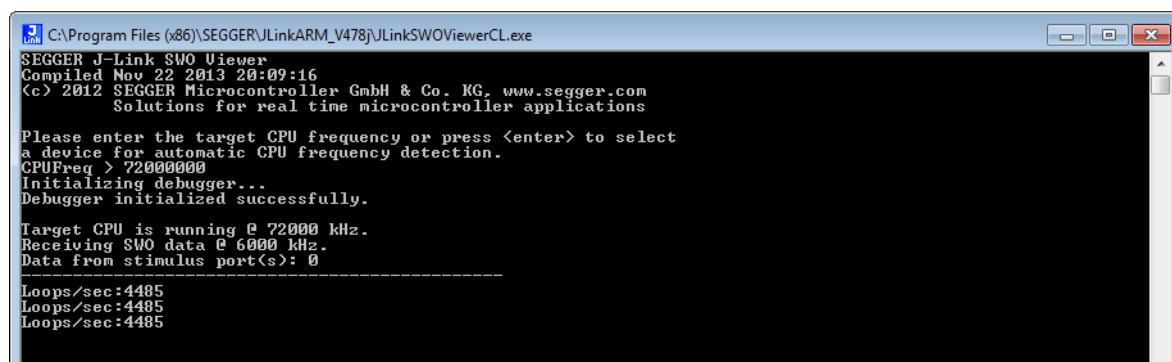 J Link C:\Program Files (x86)\SEGGER\JLinkARM_V478j\JLinkSWOViewerCL.exe
SEGGER J-Link SWO Viewer
Compiled Nov 22 2013 20:09:16
(c) 2012 SEGGER Microcontroller GmbH & Co. KG, www.segger.com
Solutions for real time microcontroller applications
Please enter the target CPU frequency or press <enter> to select
a device for automatic CPU frequency detection.
CPUFreq > 72000000
Initializing debugger...
Debugger initialized successfully.
Target CPU is running @ 72000 kHz.
Receiving SWO data @ 6000 kHz.
Data from stimulus port(s): 0
--------------------------------------------------
Loops/sec:4485
Loops/sec:4485
Loops/sec:4485